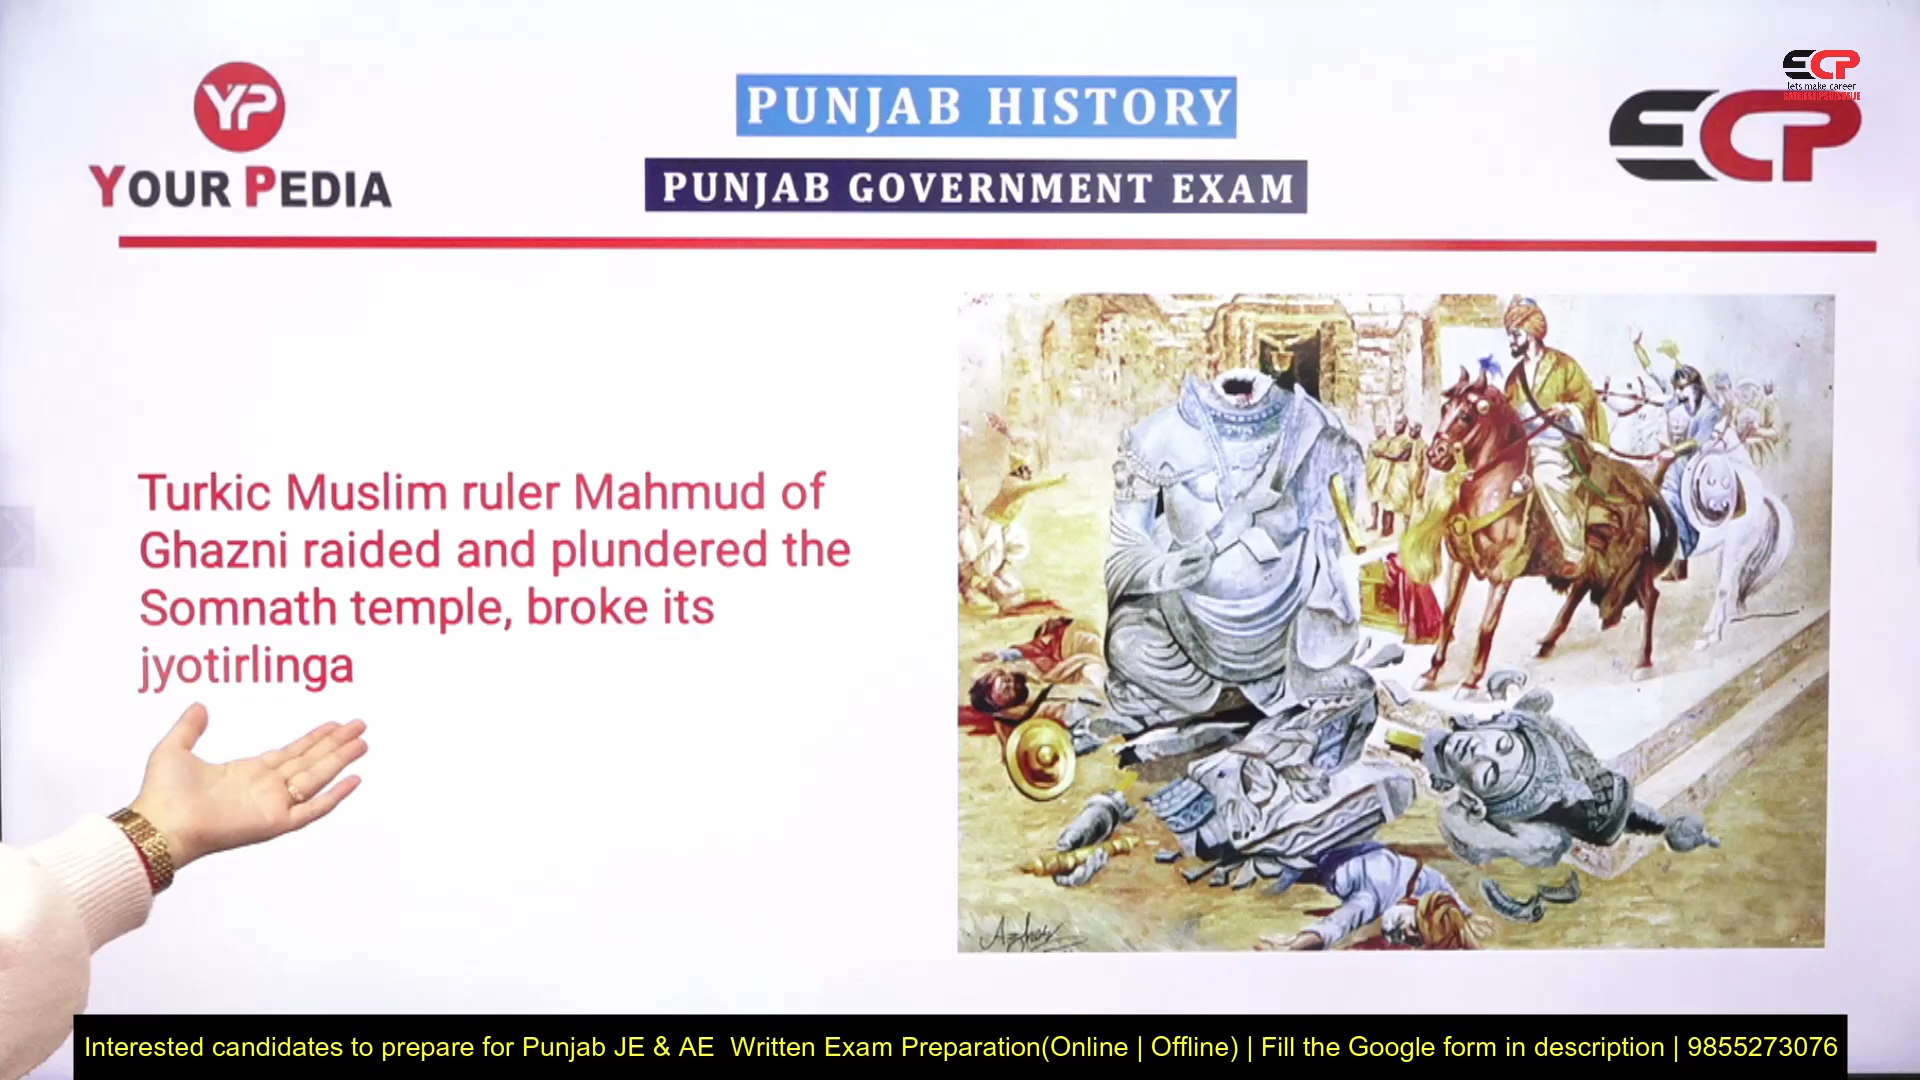 YP
YOUR PEDIA
PUNJAB HISTORY
PUNJAB GOVERNMENT EXAM
ECP
lets make career
ECP
Turkic Muslim ruler Mahmud of
Ghazni raided and plundered the
Somnath temple, broke its
jyotirlinga
Interested candidates to prepare for Punjab JE & AE  Written Exam Preparation(Online | Offline) | Fill the Google form in description | 9855273076